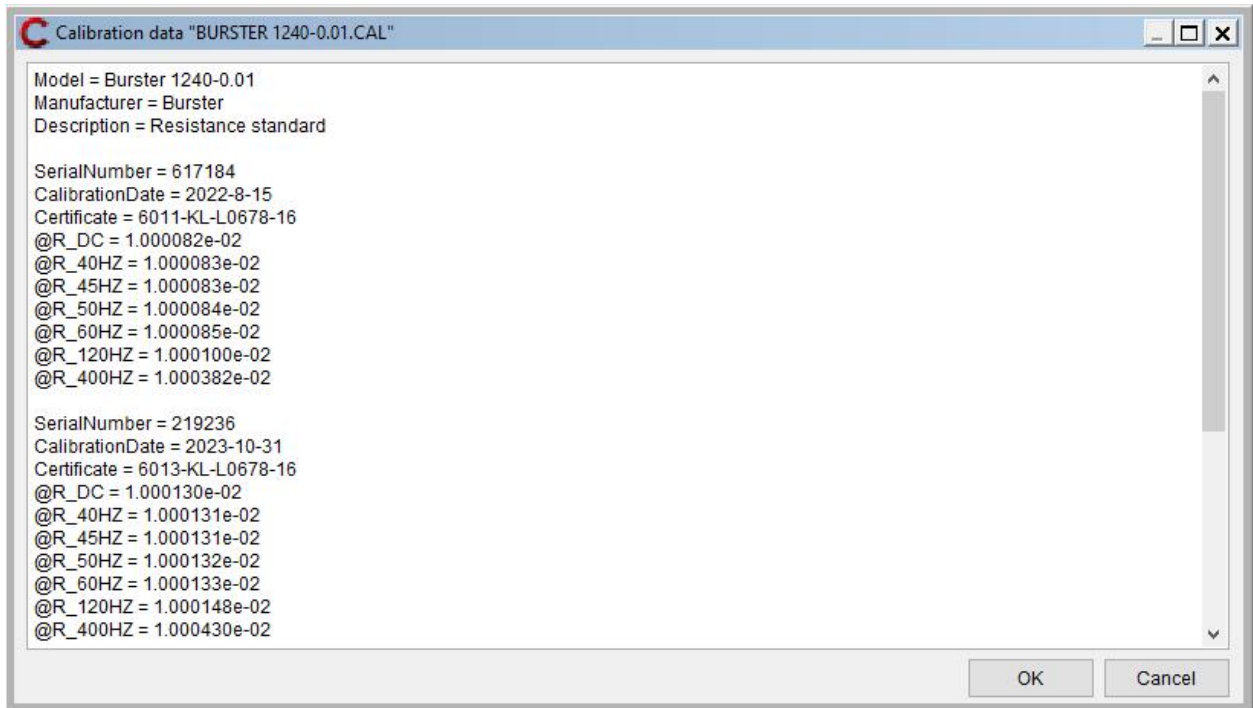 Calibration data "BURSTER 1240-0.01.CAL"
Model = Burster 1240-0.01
Manufacturer = Burster
Description = Resistance standard
SerialNumber = 617184
CalibrationDate = 2022-8-15
Certificate = 6011-KL-L0678-16
@R_DC = 1.000082e-02
@R_40HZ = 1.000083e-02
@R_45HZ = 1.000083e-02
@R_50HZ = 1.000084e-02
@R_60HZ = 1.000085e-02
@R_120HZ = 1.000100e-02
@R_400HZ = 1.000382e-02
SerialNumber = 219236
CalibrationDate = 2023-10-31
Certificate = 6013-KL-L0678-16
@R_DC = 1.000130e-02
@R_40HZ = 1.000131e-02
@R_45HZ = 1.000131e-02
@R_50HZ = 1.000132e-02
@R_60HZ = 1.000133e-02
@R_120HZ = 1.000148e-02
@R_400HZ = 1.000430e-02
OK Cancel